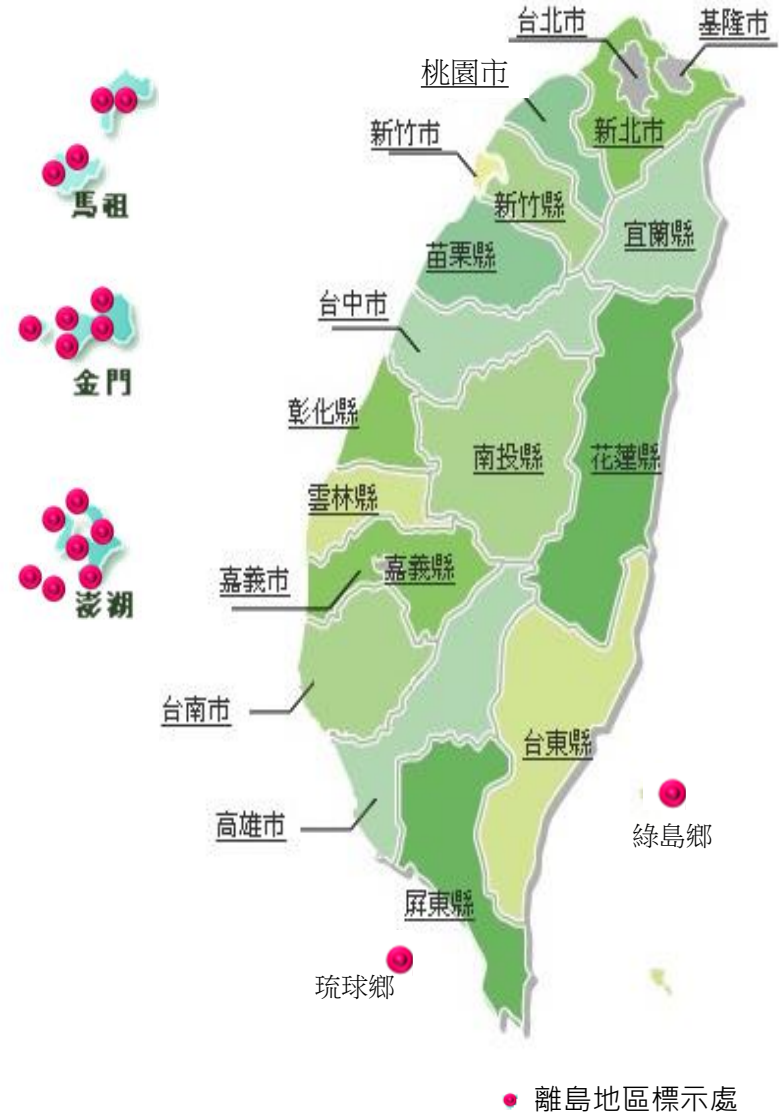 台北市
基隆市
桃園市
新竹市
新北市
新竹縣
宜蘭縣
苗栗縣
馬祖
台中市
金門
彰化縣
南投縣
花蓮縣
雲林縣
嘉義縣
嘉義市
澎湖
台南市
台東縣
高雄市
綠島鄉
屏東縣
琉球鄉
離島地區標示處